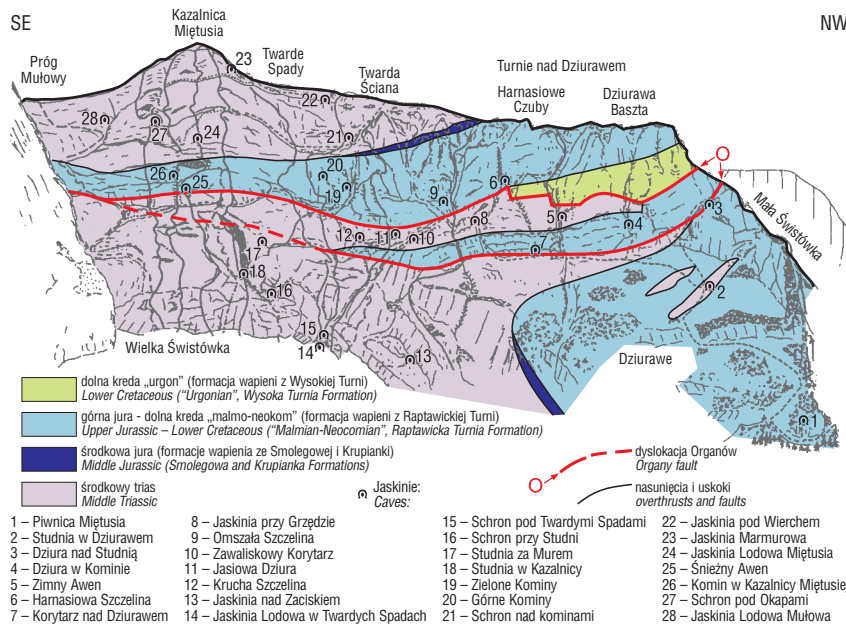 SE
NW
Kazalnica
Miętusia
Próg
Mułowy
Twarde
Spady
Twarda
Ściana
Turnie nad Dziurawem
Harnasiowe
Czuby
Dziurawa
Baszta
Mała Świstówka
Wielka Świstówka
Dziurawe
O
O
23
22
28
27
24
21
26
25
20
19
9
6
8
5
4
3
12
11
10
7
17
18
16
2
15
14
13
1
dolna kreda „urgon” (formacja wapieni z Wysokiej Turni)
Lower Cretaceous (“Urgonian”, Wysoka Turnia Formation)
górna jura - dolna kreda „malmo-neokom” (formacja wapieni z Raptawickiej Turni)
Upper Jurassic – Lower Cretaceous (“Malmian-Neocomian”, Raptawicka Turnia Formation)
środkowa jura (formacje wapienia ze Smolegowej i Krupianki)
Middle Jurassic (Smolegowa and Krupianka Formations)
środkowy trias
Middle Triassic
Jaskinie:
Caves:
O
dyslokacja Organów
Organy fault
nasunięcia i uskoki
overthrusts and faults
1 – Piwnica Miętusia
2 – Studnia w Dziurawem
3 – Dziura nad Studnią
4 – Dziura w Kominie
5 – Zimny Awen
6 – Harnasiowa Szczelina
7 – Korytarz nad Dziurawem
8 – Jaskinia przy Grzędzie
9 – Omszała Szczelina
10 – Zawaliskowy Korytarz
11 – Jasiowa Dziura
12 – Krucha Szczelina
13 – Jaskinia nad Zaciskiem
14 – Jaskinia Lodowa w Twardych Spadach
15 – Schron pod Twardymi Spadami
16 – Schron przy Studni
17 – Studnia za Murem
18 – Studnia w Kazalnicy
19 – Zielone Kominy
20 – Górne Kominy
21 – Schron nad kominami
22 – Jaskinia pod Wierchem
23 – Jaskinia Marmurowa
24 – Jaskinia Lodowa Miętusia
25 – Śnieżny Awen
26 – Komin w Kazalnicy Miętusiej
27 – Schron pod Okapami
28 – Jaskinia Lodowa Mułowa